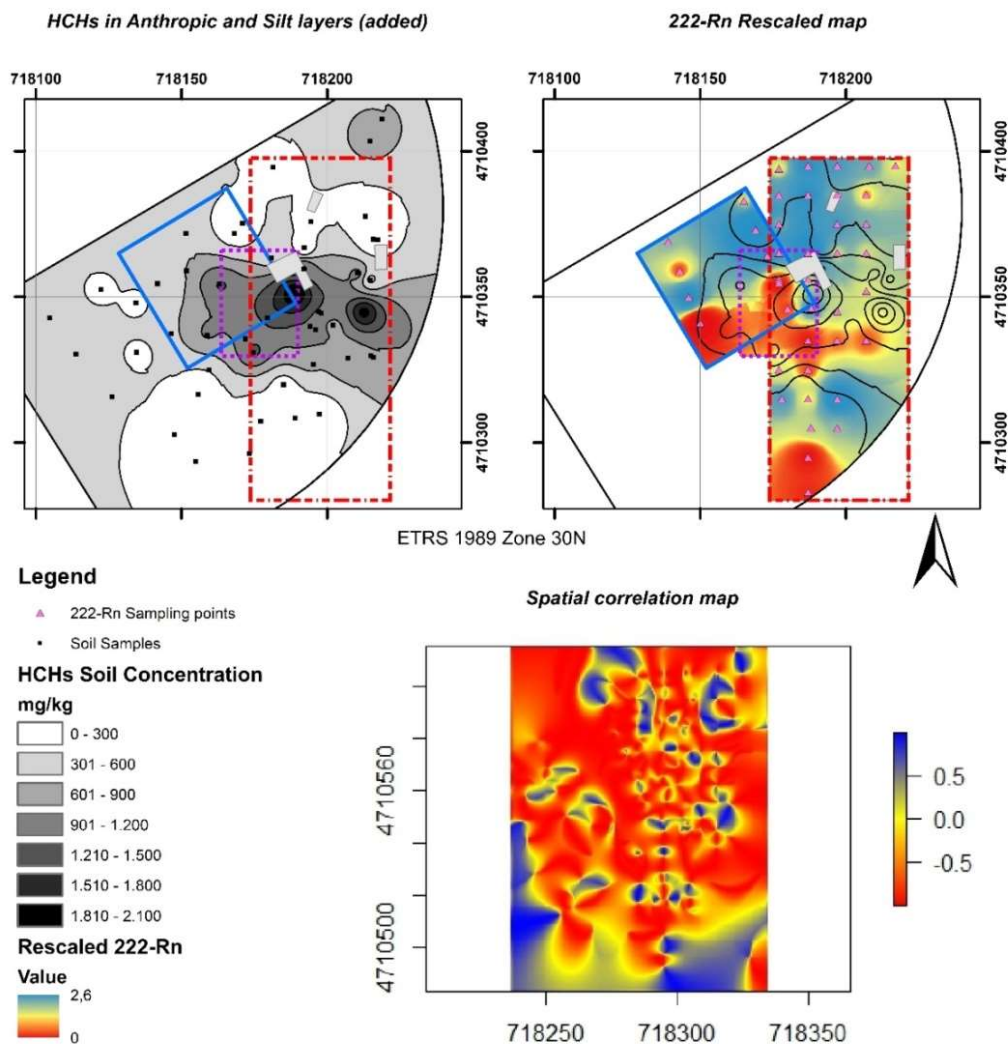 HCHs in Anthropic and Silt layers (added)
222-Rn Rescaled map
718100
718150
718200
718100
718150
718200
4710400
4710350
4710300
4710400
4710350
4710300
ETRS 1989 Zone 30N
Legend
222-Rn Sampling points
Soil Samples
HCHs Soil Concentration
mg/kg
0 - 300
301 - 600
601 - 900
901 - 1.200
1.210 - 1.500
1.510 - 1.800
1.810 - 2.100
Rescaled 222-Rn
Value
2,6
0
Spatial correlation map
4710560
4710500
718250
718300
718350
0.5
0.0
-0.5